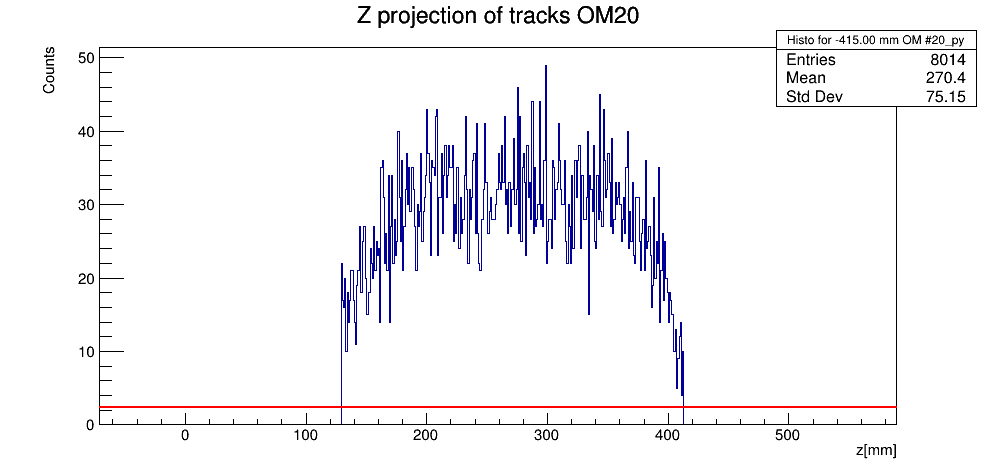 Z projection of tracks OM20
Histo for -415.00 mm OM #20_py
Entries 8014
Mean 270.4
Std Dev 75.15
Counts
50
40
30
20
10
0
0 100 200 300 400 500
z[mm]